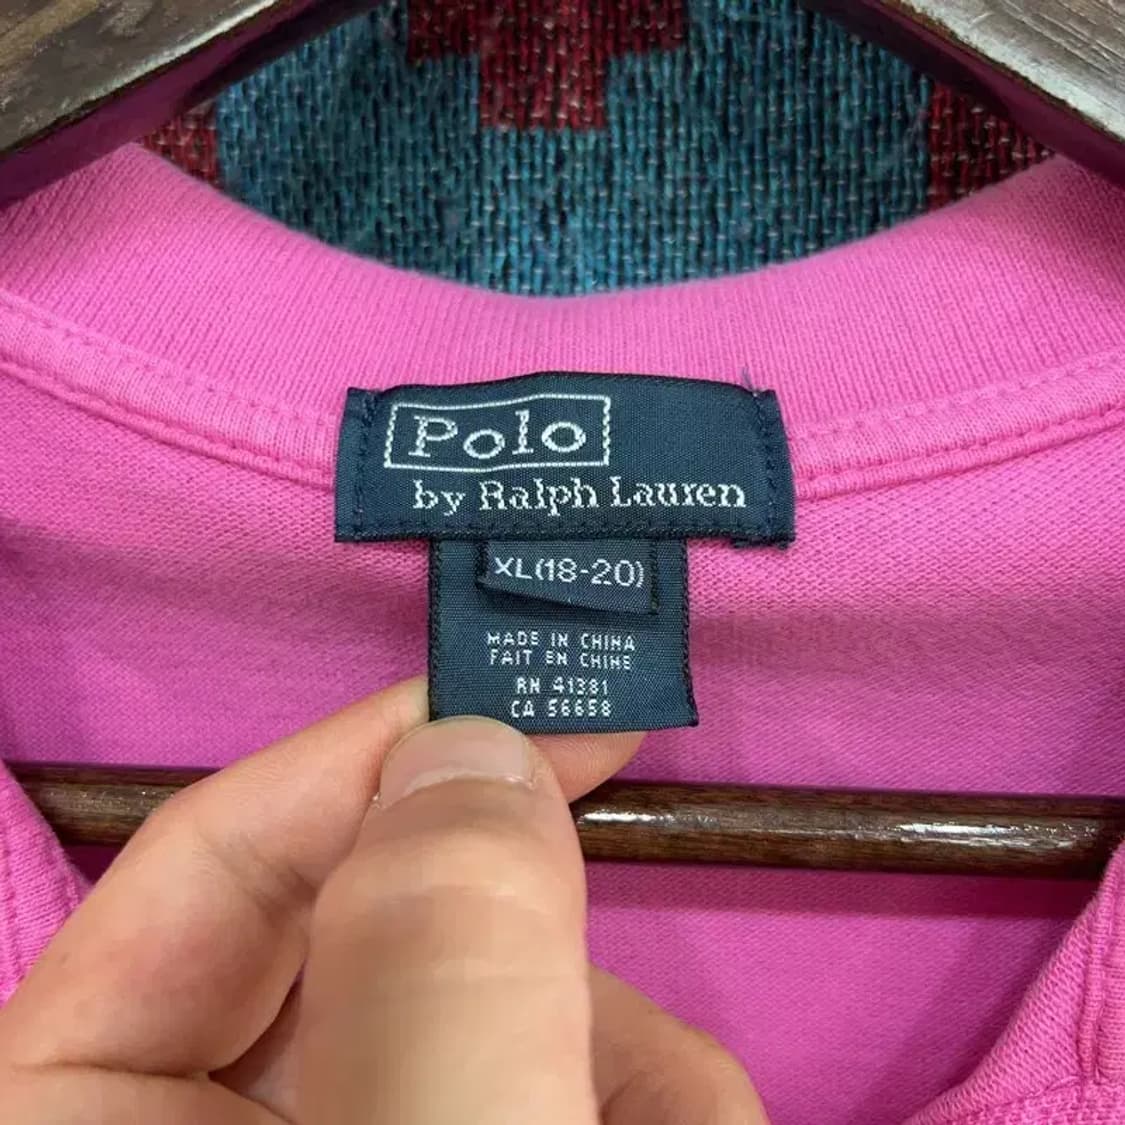 Polo
by Ralph Lauren
XL(18-20)
MADE IN CHINA
FAIT EN CHINE
RN 41381
CA 56658